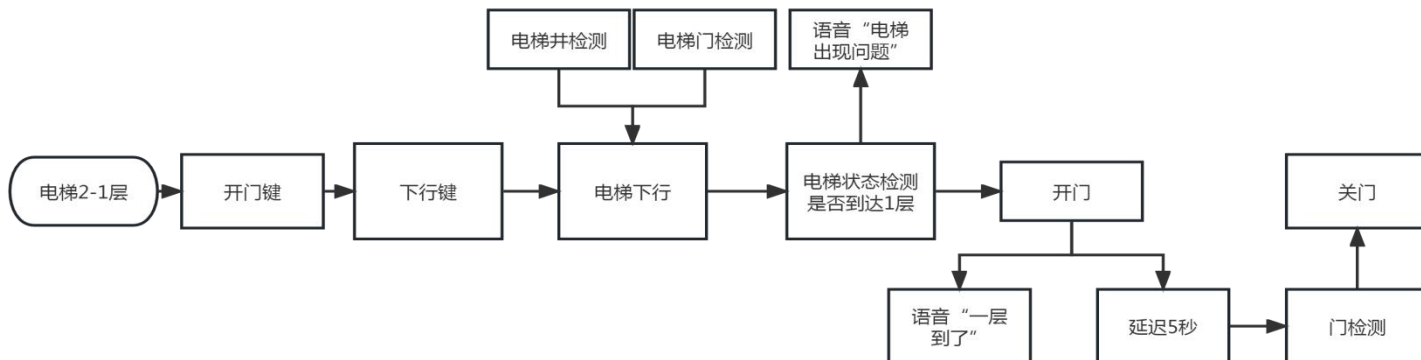 电梯井检测
电梯门检测
语音“电梯
出现问题”
电梯2-1层
开门键
下行键
电梯下行
电梯状态检测
是否到达1层
开门
关门
语音“一层
到了”
延迟5秒
门检测